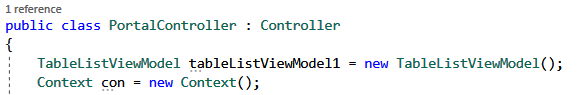 1 reference
public class PortalController : Controller
{
TableListViewModel tableListViewModel1 = new TableListViewModel();
Context con = new Context();